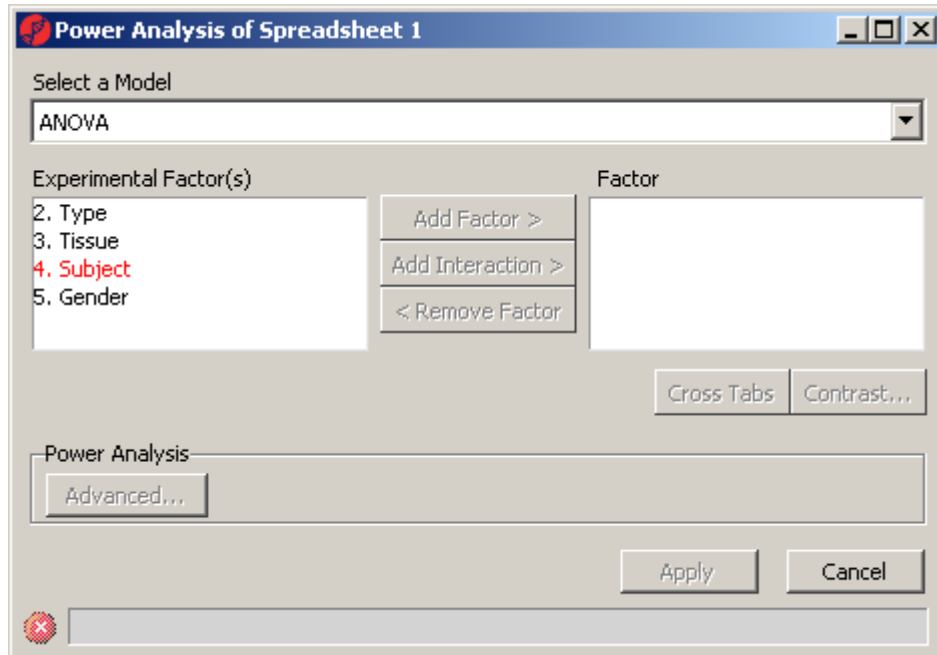 Power Analysis of Spreadsheet 1
Select a Model
ANOVA
Experimental Factor(s)
Factor
2. Type
3. Tissue
4. Subject
5. Gender
Add Factor >
Add Interaction >
< Remove Factor
Cross Tabs
Contrast...
Power Analysis
Advanced...
Apply
Cancel